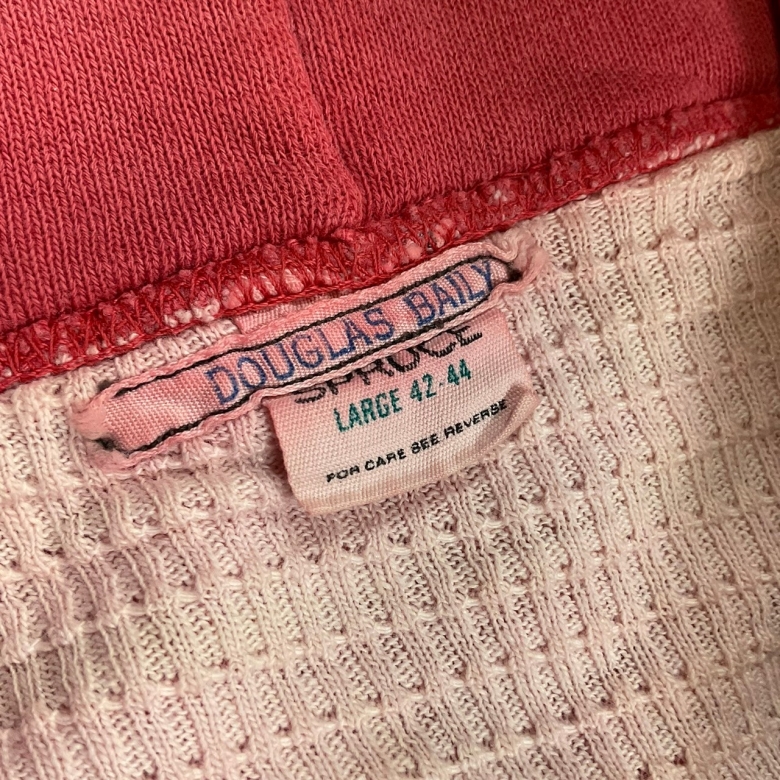 DOUGLAS BAILY
SPRUCE
LARGE 42-44
FOR CARE SEE REVERSE